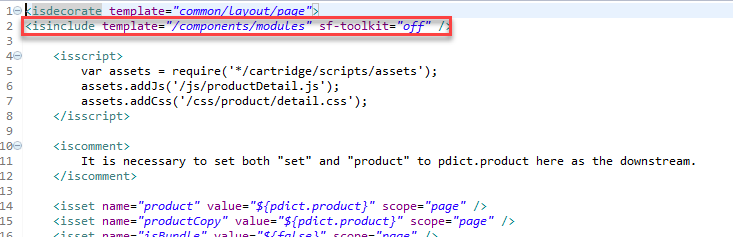 1 <isdecorate template="common/layout/page">
2 <isinclude template="/components/modules" sf-toolkit="off" />
3
4 <isscript>
5 var assets = require('*/cartridge/scripts/assets');
6 assets.addJs('/js/productDetail.js');
7 assets.addCss('/css/product/detail.css');
8 </isscript>
9
10 <iscomment>
11 It is necessary to set both "set" and "product" to pdict.product here as the downstream.
12 </iscomment>
13
14 <isset name="product" value="${pdict.product}" scope="page" />
15 <isset name="productCopy" value="${pdict.product}" scope="page" />
16 <isset name="isBundle" value="${false}" scope="page" />